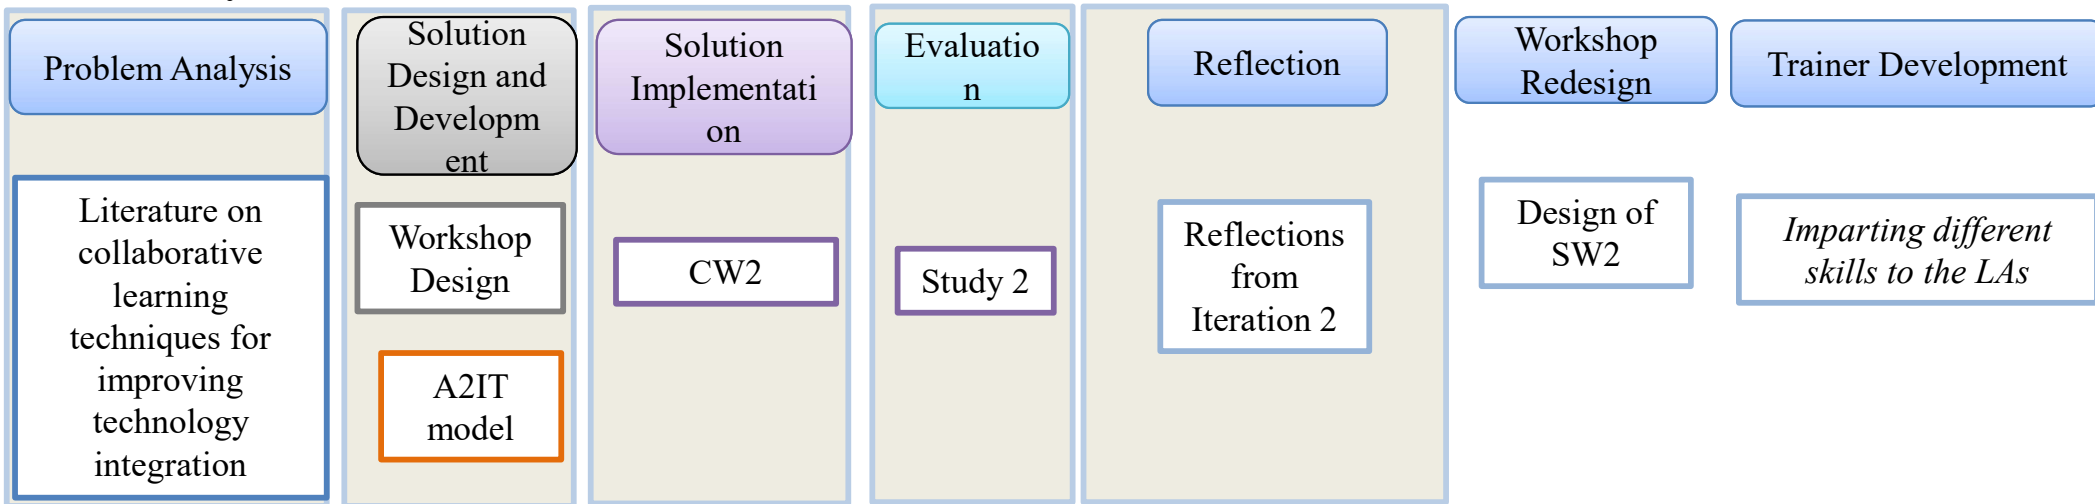 Problem Analysis
Literature on
collaborative
learning
techniques for
improving
technology
integration
Solution
Design and
Developm
ent
Workshop
Design
A2IT
model
Solution
Implementati
on
CW2
Evaluatio
n
Study 2
Reflection
Reflections
from
Iteration 2
Workshop
Redesign
Design of
SW2
Trainer Development
Imparting different
skills to the LAs